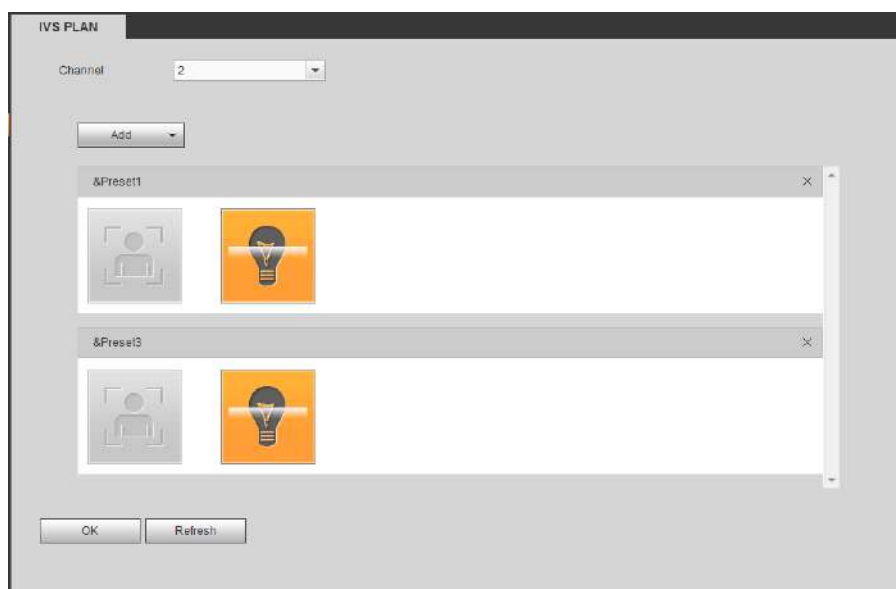 IVS PLAN
Channel 2
Add
&Preset1
&Preset3
OK Refresh